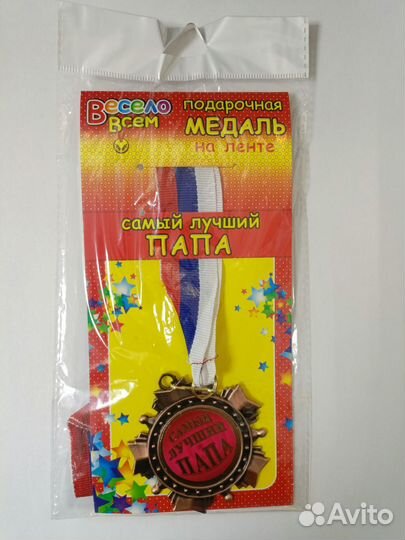 Весело
Всем
подарочная
МЕДАЛЬ
на ленте
самый лучший
ПАПА
САМЫЙ
ЛУЧШИЙ
ПАПА
Avito